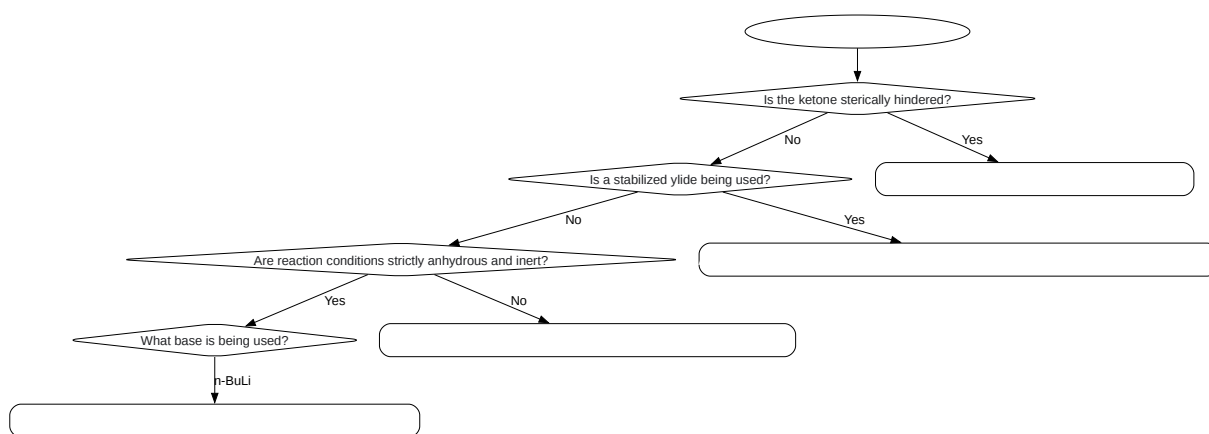 Is the ketone sterically hindered?
No
Yes
Is a stabilized ylide being used?
No
Yes
Are reaction conditions strictly anhydrous and inert?
Yes
No
What base is being used?
n-BuLi